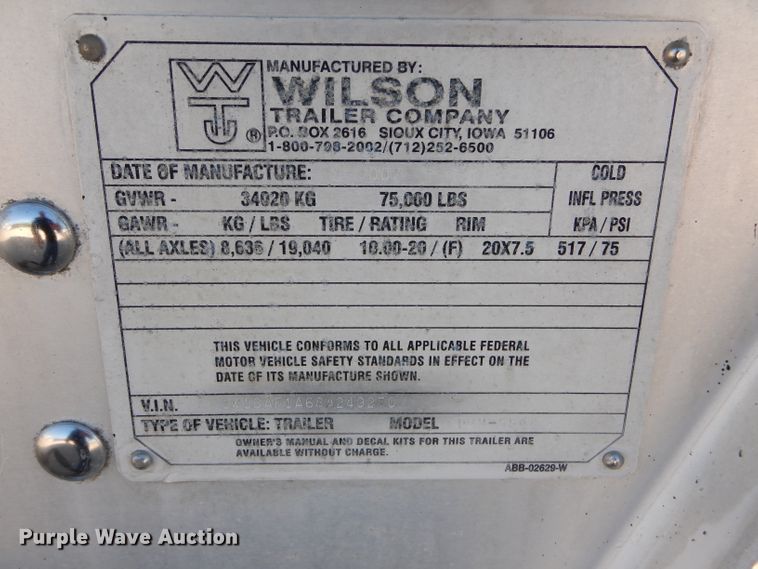 MANUFACTURED BY:
WILSON
TRAILER COMPANY
P.O. BOX 2616 SIOUX CITY, IOWA 51106
1-800-798-2002/(712)252-6500
WTJ ®
DATE OF MANUFACTURE:
COLD
GVWR - 34020 KG 75,000 LBS INFL PRESS
GAWR - KG / LBS TIRE / RATING RIM KPA / PSI
(ALL AXLES) 8,636 / 19,040 10.00-20 / (F) 20X7.5 517 / 75
THIS VEHICLE CONFORMS TO ALL APPLICABLE FEDERAL
MOTOR VEHICLE SAFETY STANDARDS IN EFFECT ON THE
DATE OF ITS MANUFACTURE SHOWN.
V.I.N.
TYPE OF VEHICLE: TRAILER MODEL
OWNER'S MANUAL AND DECAL KITS FOR THIS TRAILER ARE
AVAILABLE WITHOUT CHARGE.
ABB-02629-W
Purple Wave Auction